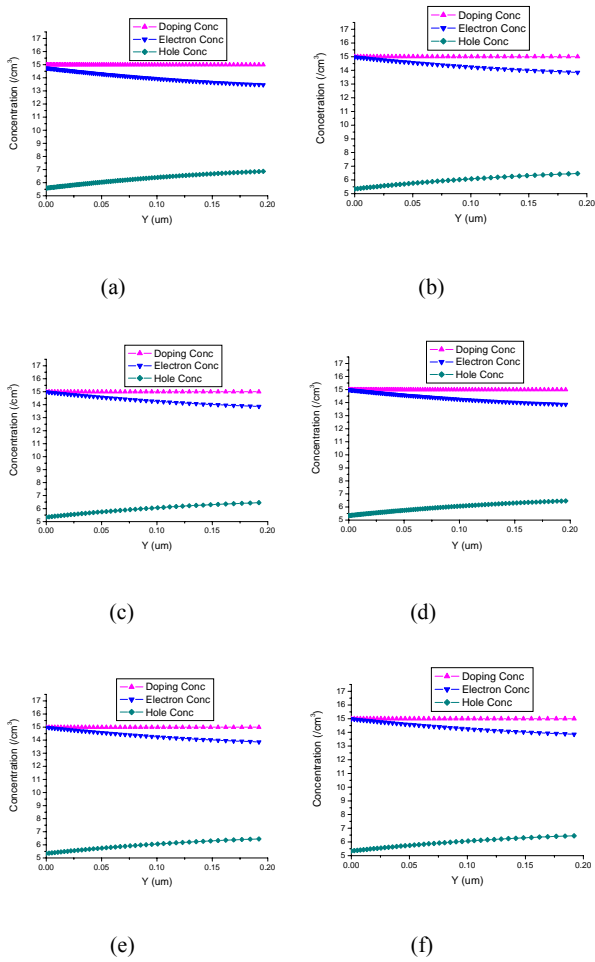 Doping Conc
Electron Conc
Hole Conc
Concentration (/cm³)
17
16
15
14
13
12
11
10
9
8
7
6
5
0.00 0.05 0.10 0.15 0.20
Y (um)
(a)
Doping Conc
Electron Conc
Hole Conc
Concetration (/cm³)
17
16
15
14
13
12
11
10
9
8
7
6
5
0.00 0.05 0.10 0.15 0.20
Y (um)
(b)
Doping Conc
Electron Conc
Hole Conc
Concentration (/cm³)
17
16
15
14
13
12
11
10
9
8
7
6
5
0.00 0.05 0.10 0.15 0.20
Y (um)
(c)
Doping Conc
Electron Conc
Hole Conc
Concentration (/cm³)
17
16
15
14
13
12
11
10
9
8
7
6
5
0.00 0.05 0.10 0.15 0.20
Y (um)
(d)
Doping Conc
Electron Conc
Hole Conc
Concentration (/cm³)
17
16
15
14
13
12
11
10
9
8
7
6
5
0.00 0.05 0.10 0.15 0.20
Y (um)
(e)
Doping Conc
Electron Conc
Hole Conc
Concentration (/cm³)
17
16
15
14
13
12
11
10
9
8
7
6
5
0.00 0.05 0.10 0.15 0.20
Y (um)
(f)